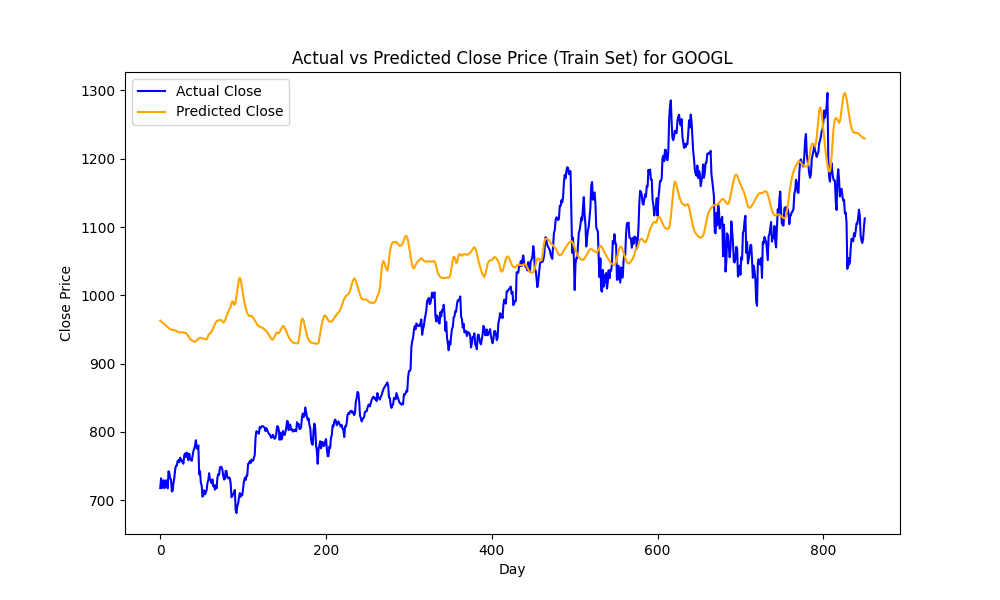 Actual vs Predicted Close Price (Train Set) for GOOGL
Actual Close
Predicted Close
Close Price
1300
1200
1100
1000
900
800
700
0 200 400 600 800
Day